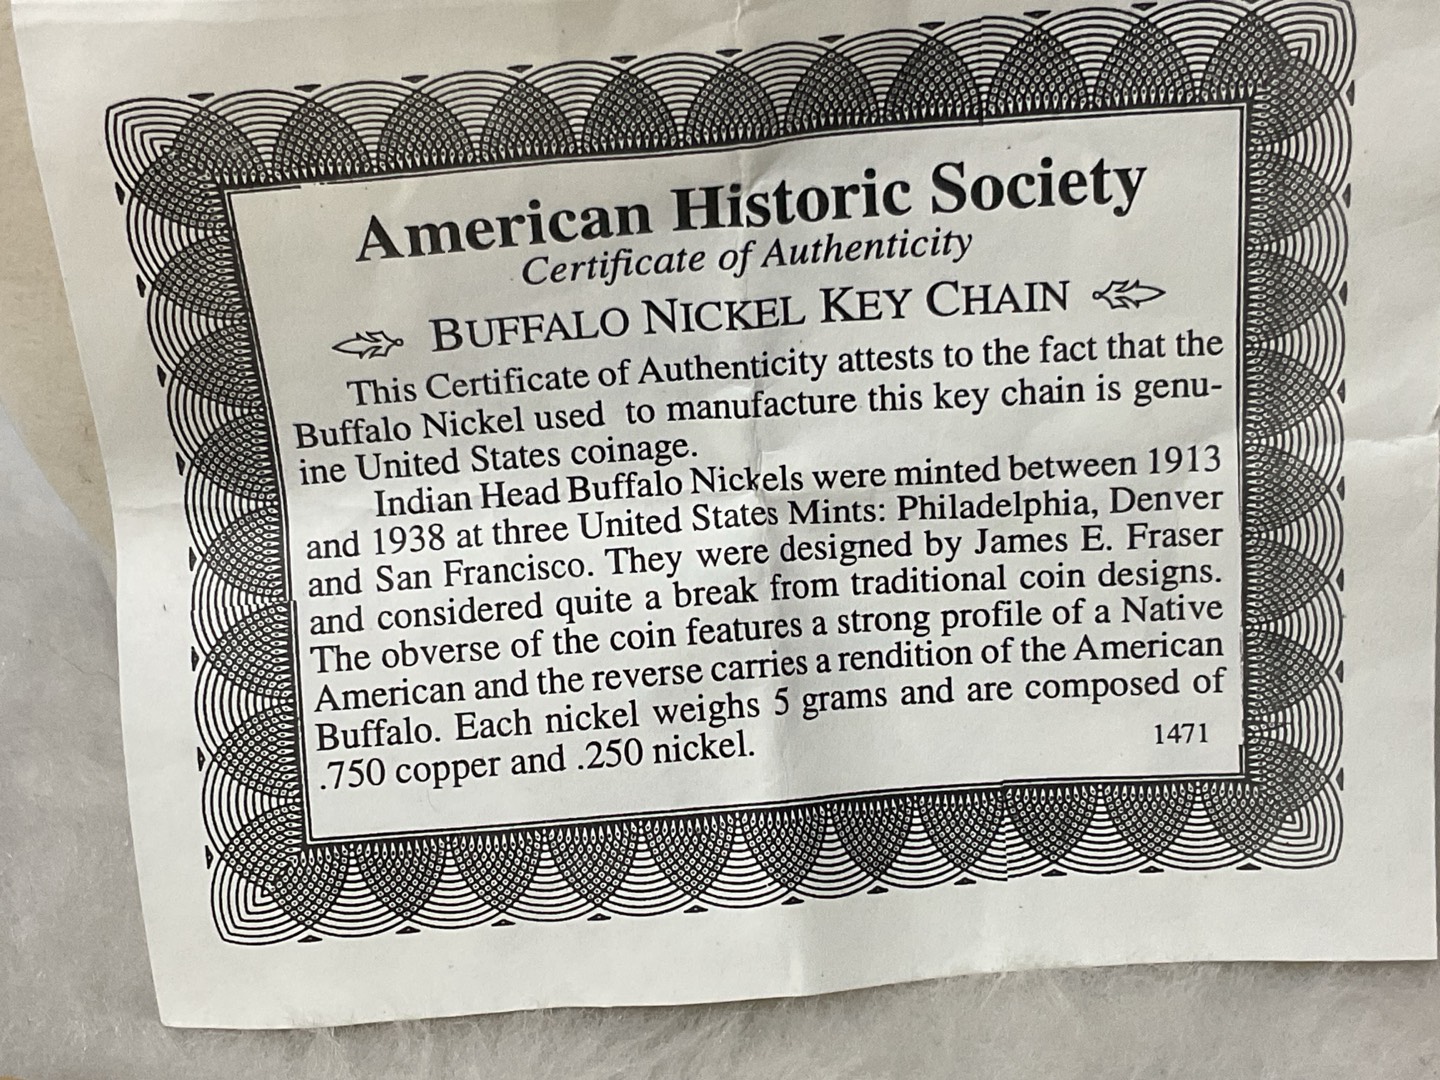 American Historic Society
Certificate of Authenticity
BUFFALO NICKEL KEY CHAIN
This Certificate of Authenticity attests to the fact that the
Buffalo Nickel used to manufacture this key chain is genu-
ine United States coinage.
Indian Head Buffalo Nickels were minted between 1913
and 1938 at three United States Mints: Philadelphia, Denver
and San Francisco. They were designed by James E. Fraser
and considered quite a break from traditional coin designs.
The obverse of the coin features a strong profile of a Native
American and the reverse carries a rendition of the American
Buffalo. Each nickel weighs 5 grams and are composed of
.750 copper and .250 nickel.
1471